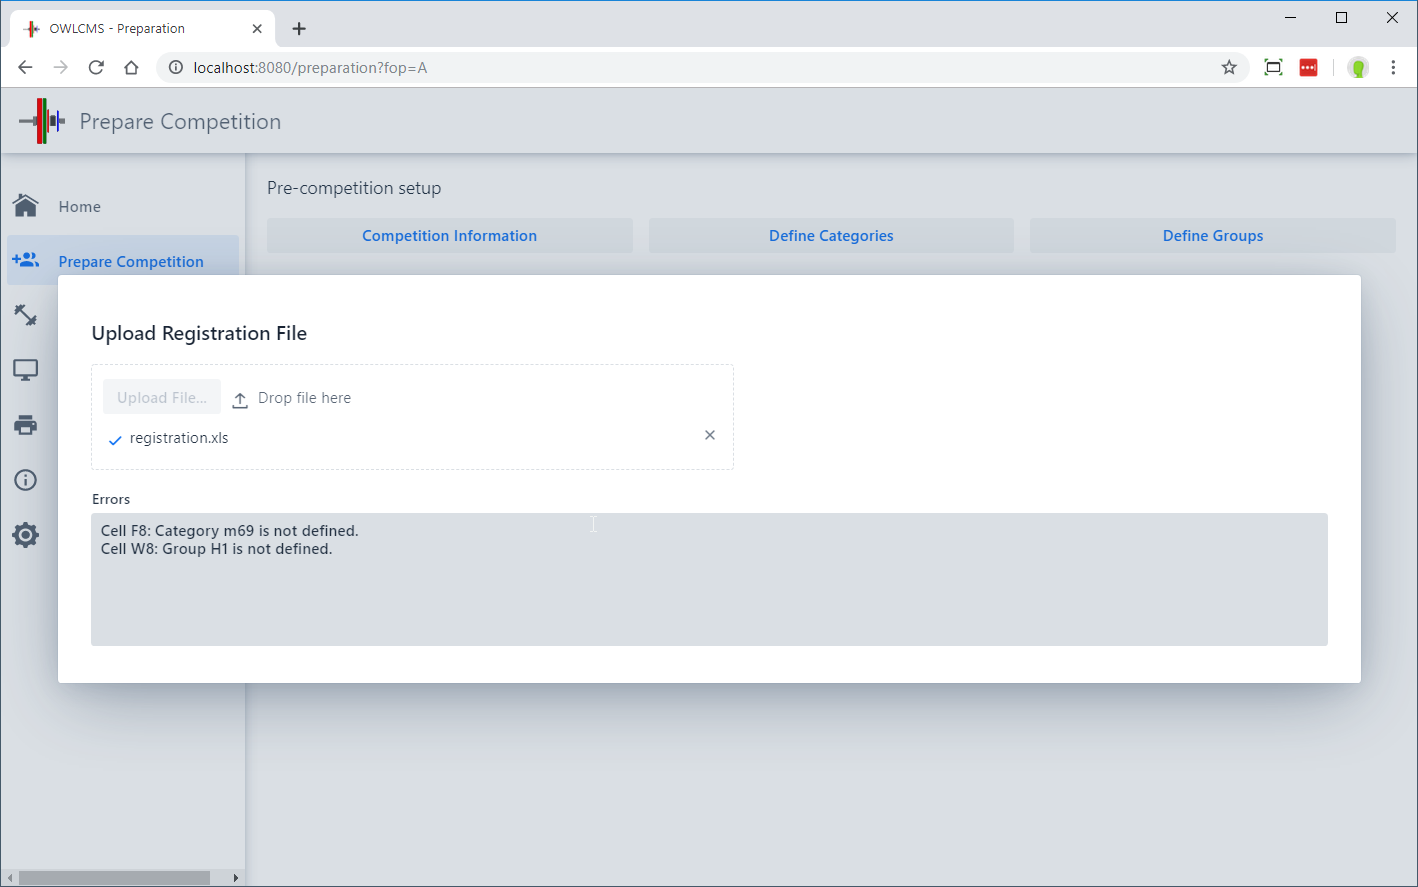 OWLCMS - Preparation
localhost:8080/preparation?fop=A
Prepare Competition
Home
Prepare Competition
Pre-competition setup
Competition Information
Define Categories
Define Groups
Upload Registration File
Upload File...
Drop file here
registration.xls
Errors
Cell F8: Category m69 is not defined.
Cell W8: Group H1 is not defined.